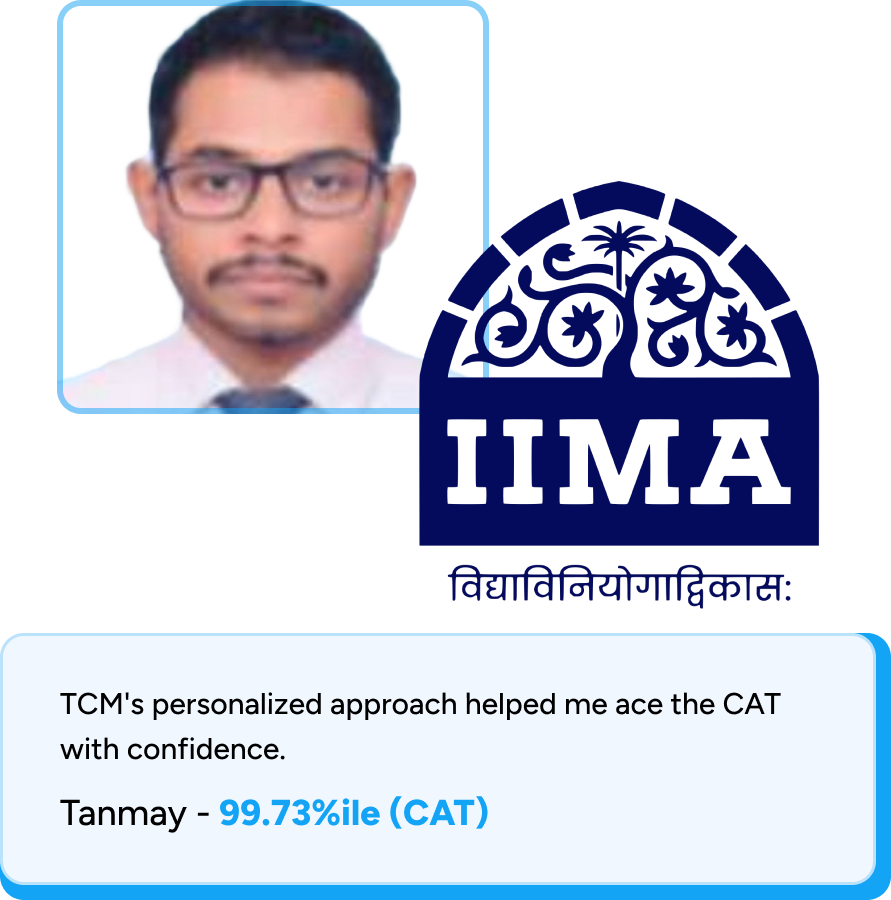 IIMA
विद्याविनियोगाद्विकास:
TCM's personalized approach helped me ace the CAT
with confidence.
Tanmay - 99.73%ile (CAT)